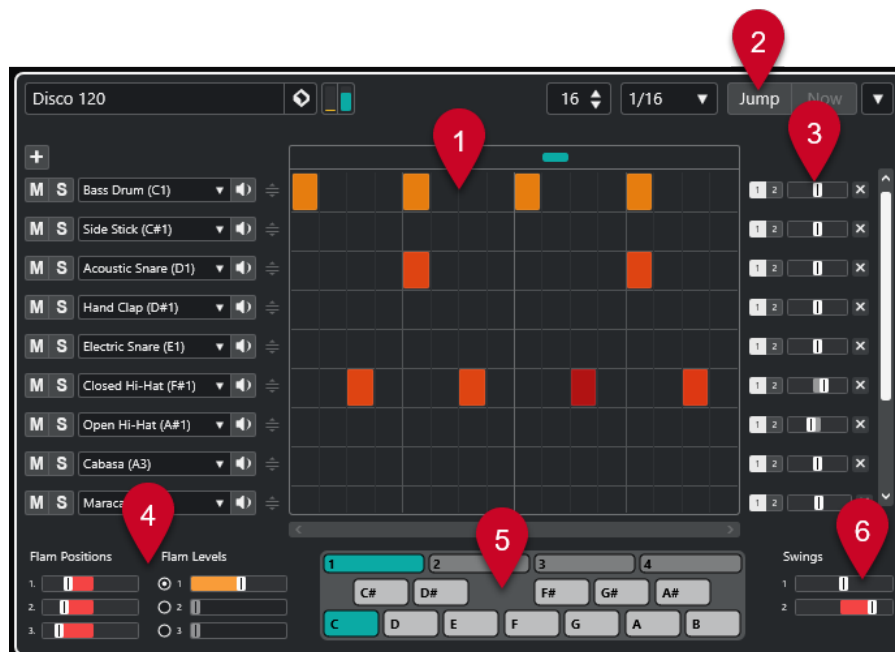 2
Disco 120 16 1/16 Jump Now
1 3
+
M S Bass Drum (C1) 1 2
M S Side Stick (C#1) 1 2
M S Acoustic Snare (D1) 1 2
M S Hand Clap (D#1) 1 2
M S Electric Snare (E1) 1 2
M S Closed Hi-Hat (F#1) 1 2
M S Open Hi-Hat (A#1) 1 2
M S Cabasa (A3) 1 2
M S 1 2
4 5 6
Flam Positions Flam Levels 1 2 3 4 Swings
1. 1 C# D# F# G# A# 1
2. 2 2
3. 3 C D E F G A B